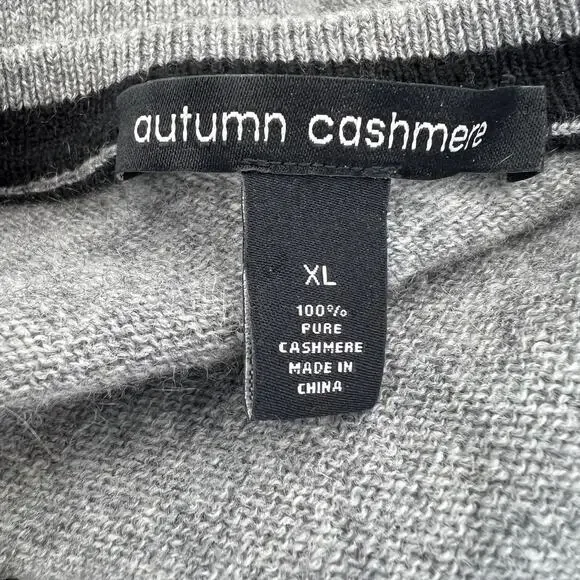 autumn cashmere
XL
100%
PURE
CASHMERE
MADE IN
CHINA